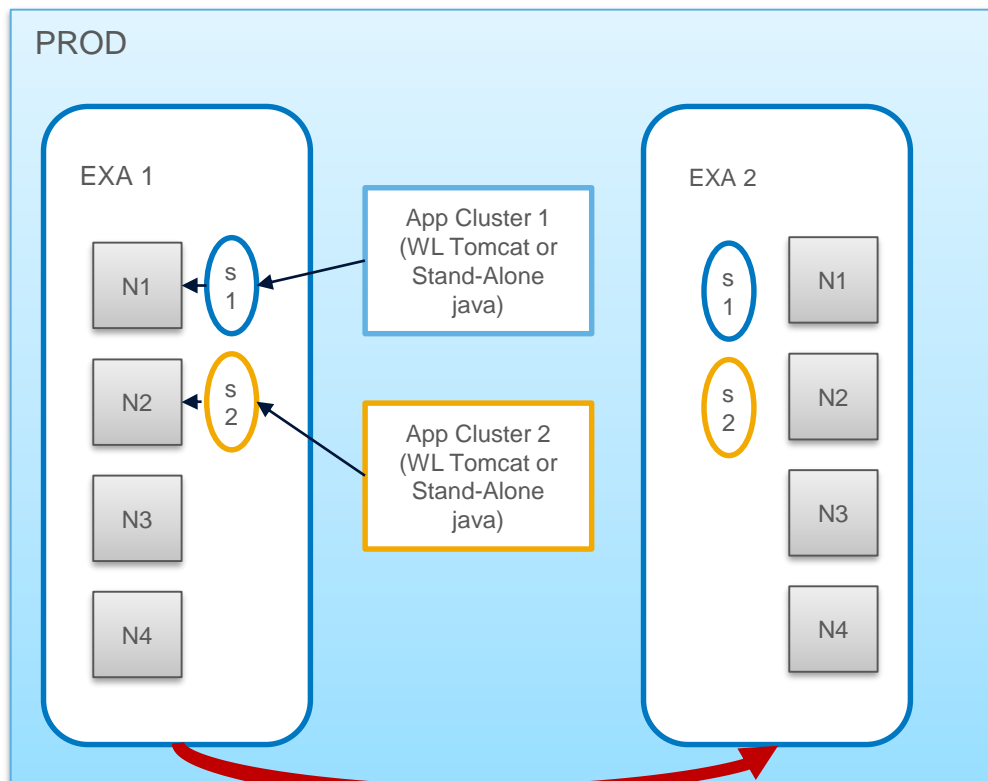 PROD
EXA 1
N1
s
1
N2
s
2
N3
N4
App Cluster 1
(WL Tomcat or
Stand-Alone
java)
App Cluster 2
(WL Tomcat or
Stand-Alone
java)
EXA 2
s
1
N1
s
2
N2
N3
N4